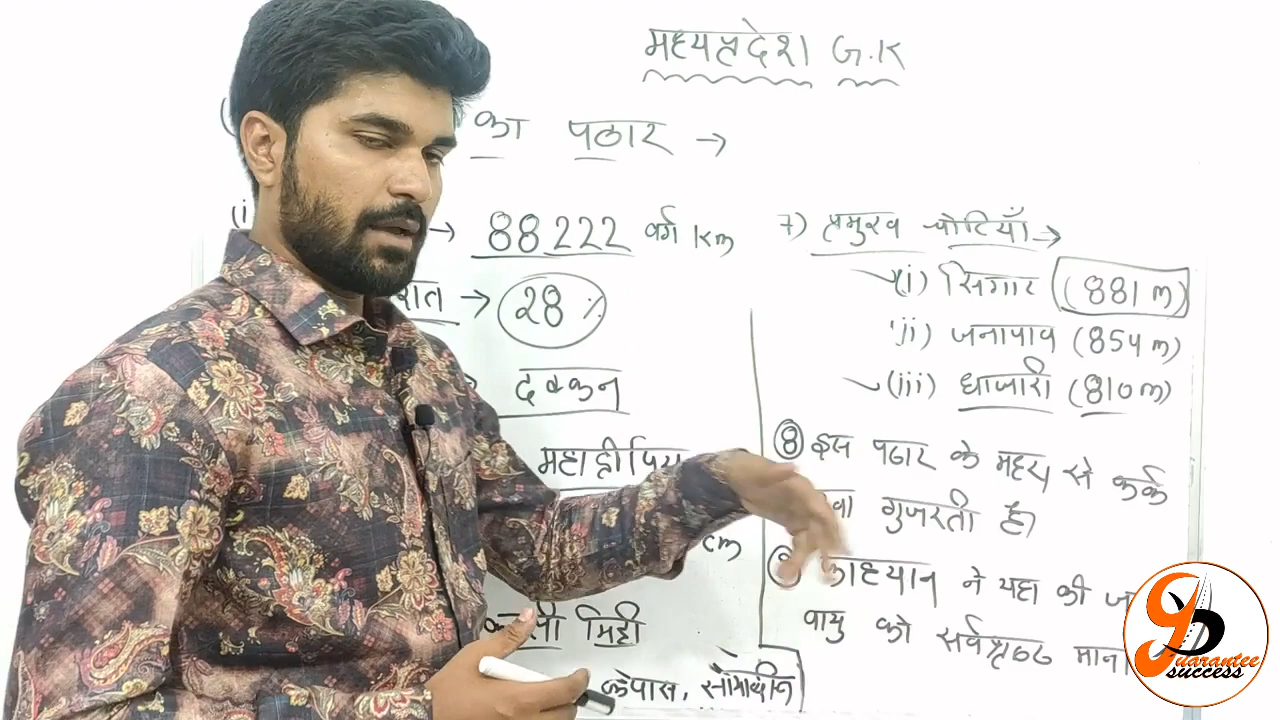 मध्यप्रदेश G.K
का पठार →
(i
→ 88222 वर्ग Km
→ 28 %
दक्कन
महाद्वीपिय
cm
काली मिट्टी
कपास, सोयाबीन
7) प्रमुख चोटियाँ →
(i) सिगार (881 m)
(ii) जनापाव (854 m)
(iii) धाजारी (810 m)
8 इस पठार के मध्य से कर्क
गुजरती है।
फाह्यान ने यहा की
वायु को सर्वश्रेष्ठ
Guarantee
success